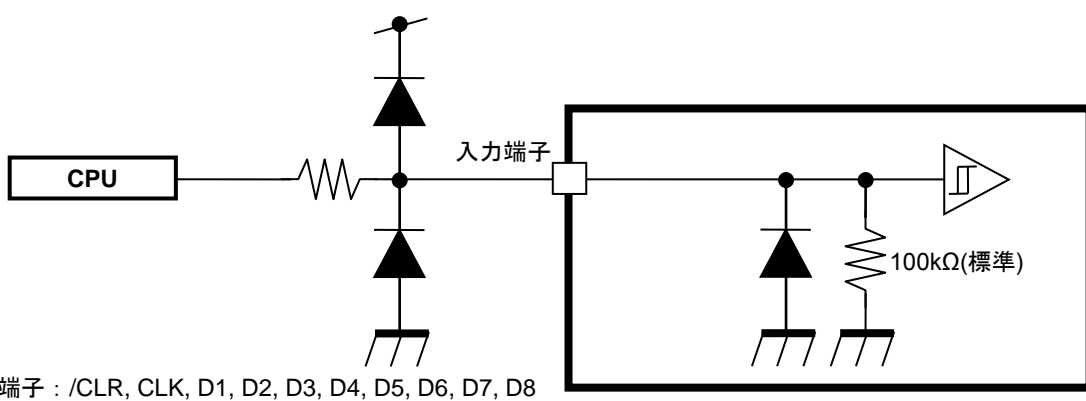 入力端子
CPU
100kΩ(標準)
端子：/CLR, CLK, D1, D2, D3, D4, D5, D6, D7, D8